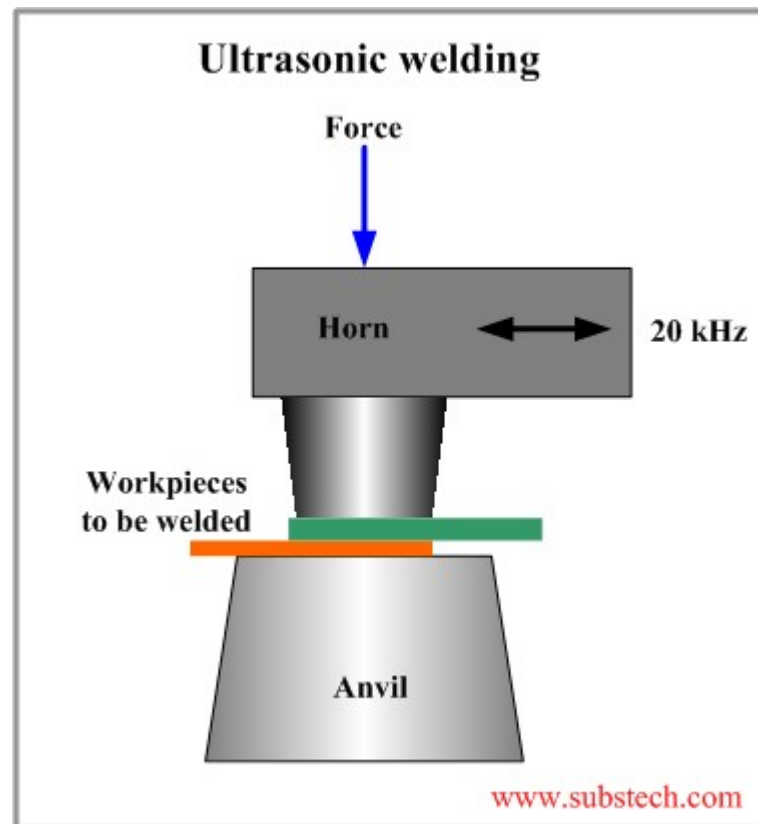 Ultrasonic welding
Force
Horn
20 kHz
Workpieces
to be welded
Anvil
www.substech.com